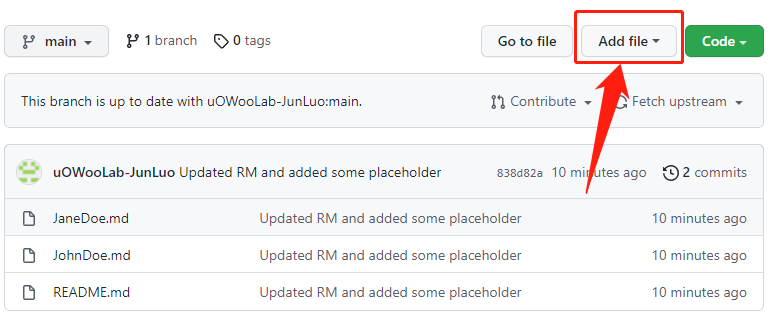 main 1 branch 0 tags Go to file Add file Code
This branch is up to date with uOWooLab-JunLuo:main. Contribute Fetch upstream
uOWooLab-JunLuo Updated RM and added some placeholder 838d82a 10 minutes ago 2 commits
JaneDoe.md Updated RM and added some placeholder 10 minutes ago
JohnDoe.md Updated RM and added some placeholder 10 minutes ago
README.md Updated RM and added some placeholder 10 minutes ago